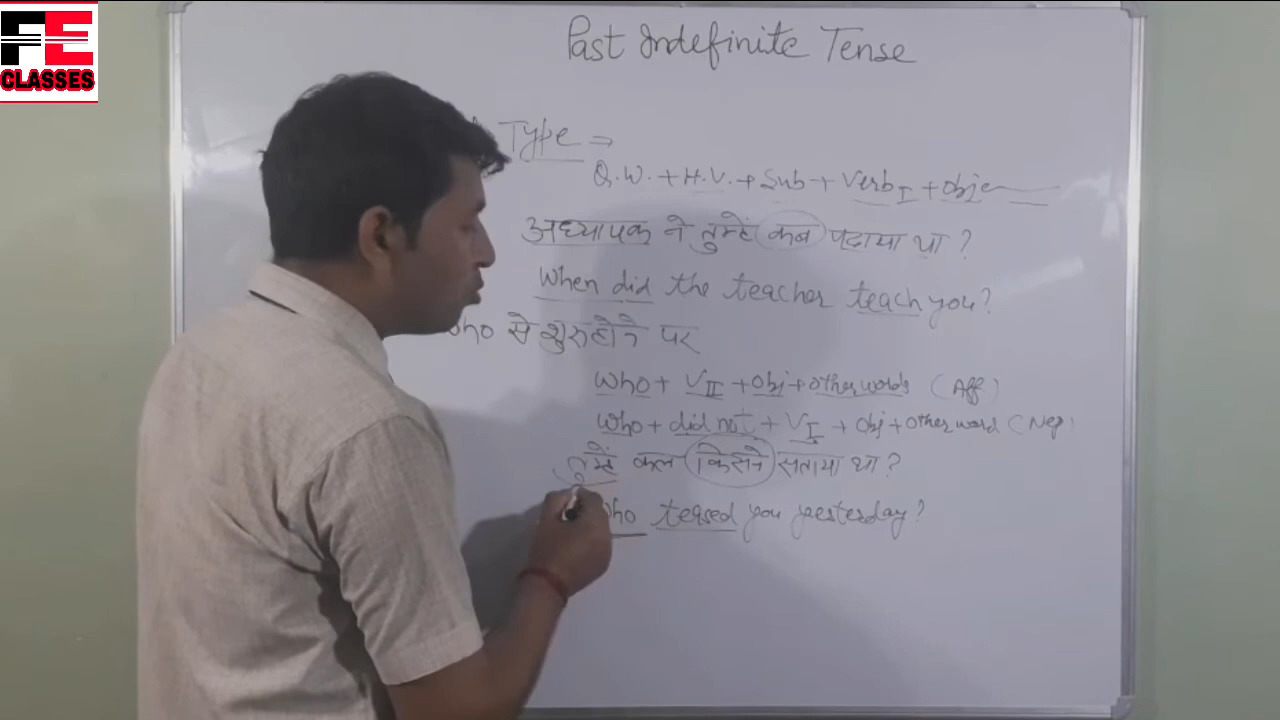 FE
CLASSES
Past Indefinite Tense
Type ⇒
Q.W. + H.V. + Sub + Verb I + Obje
अध्यापक ने तुम्हें कब पढाया था ?
When did the teacher teach you?
who से शुरु होने पर
who + V II + Obj + other words (Aff)
who + did not + V I + Obj + other word (Neg)
तुम्हें कल किसने सताया था ?
who teased you yesterday?